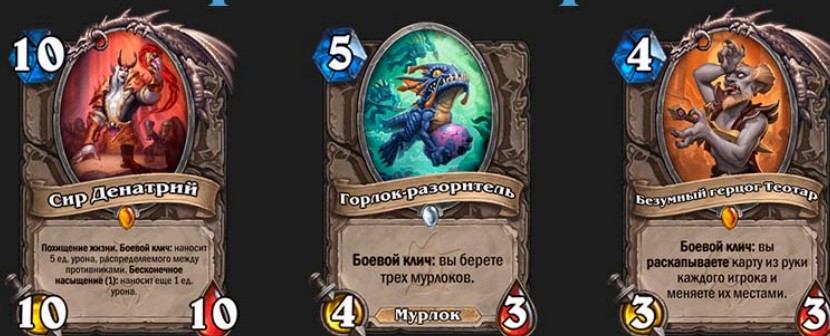 10
Сир Денатрий
Похищение жизни. Боевой клич: наносит
5 ед. урона, распределяемого между
противниками. Бесконечное
насыщение (1): наносит еще 1 ед.
урона.
10
10
5
Горлок-разоритель
Боевой клич: вы берете
трех мурлоков.
4
Мурлок
3
4
Безумный герцог Теотар
Боевой клич: вы
раскапываете карту из руки
каждого игрока и
меняете их местами.
3
3